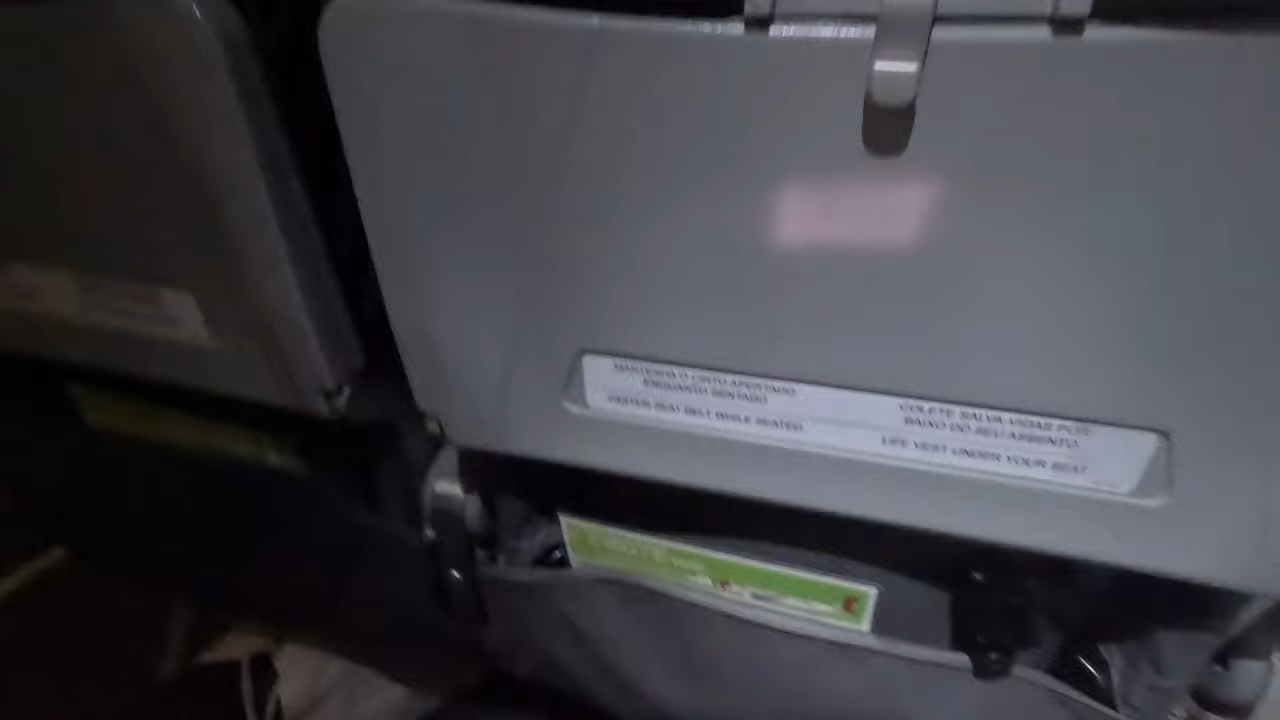 MANTENHA O CINTO APERTADO
ENQUANTO SENTADO
FASTEN SEAT BELT WHILE SEATED
COLETE SALVA-VIDAS POR
BAIXO DO SEU ASSENTO
LIFE VEST UNDER YOUR SEAT